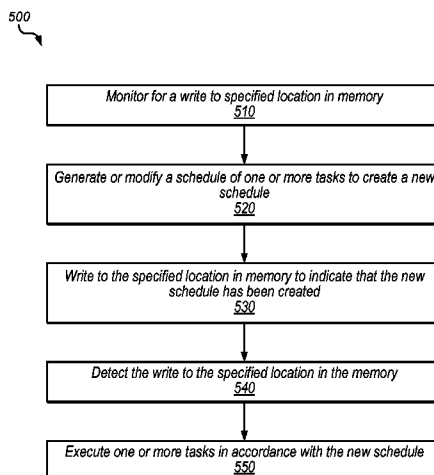 500
Monitor for a write to specified location in memory
510
Generate or modify a schedule of one or more tasks to create a new
schedule
520
Write to the specified location in memory to indicate that the new
schedule has been created
530
Detect the write to the specified location in the memory
540
Execute one or more tasks in accordance with the new schedule
550